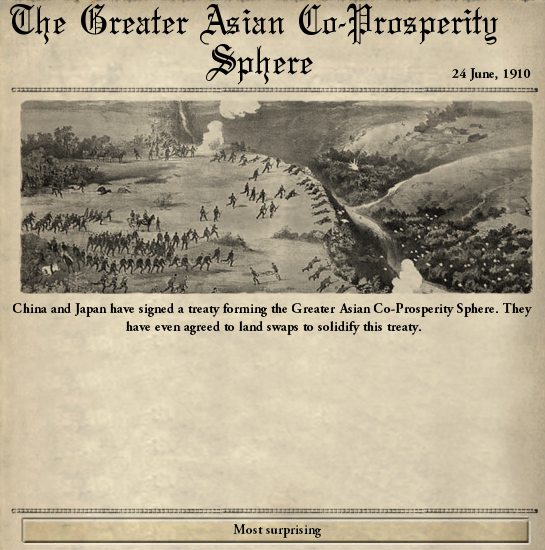 The Greater Asian Co-Prosperity
Sphere
24 June, 1910
China and Japan have signed a treaty forming the Greater Asian Co-Prosperity Sphere. They
have even agreed to land swaps to solidify this treaty.
Most surprising